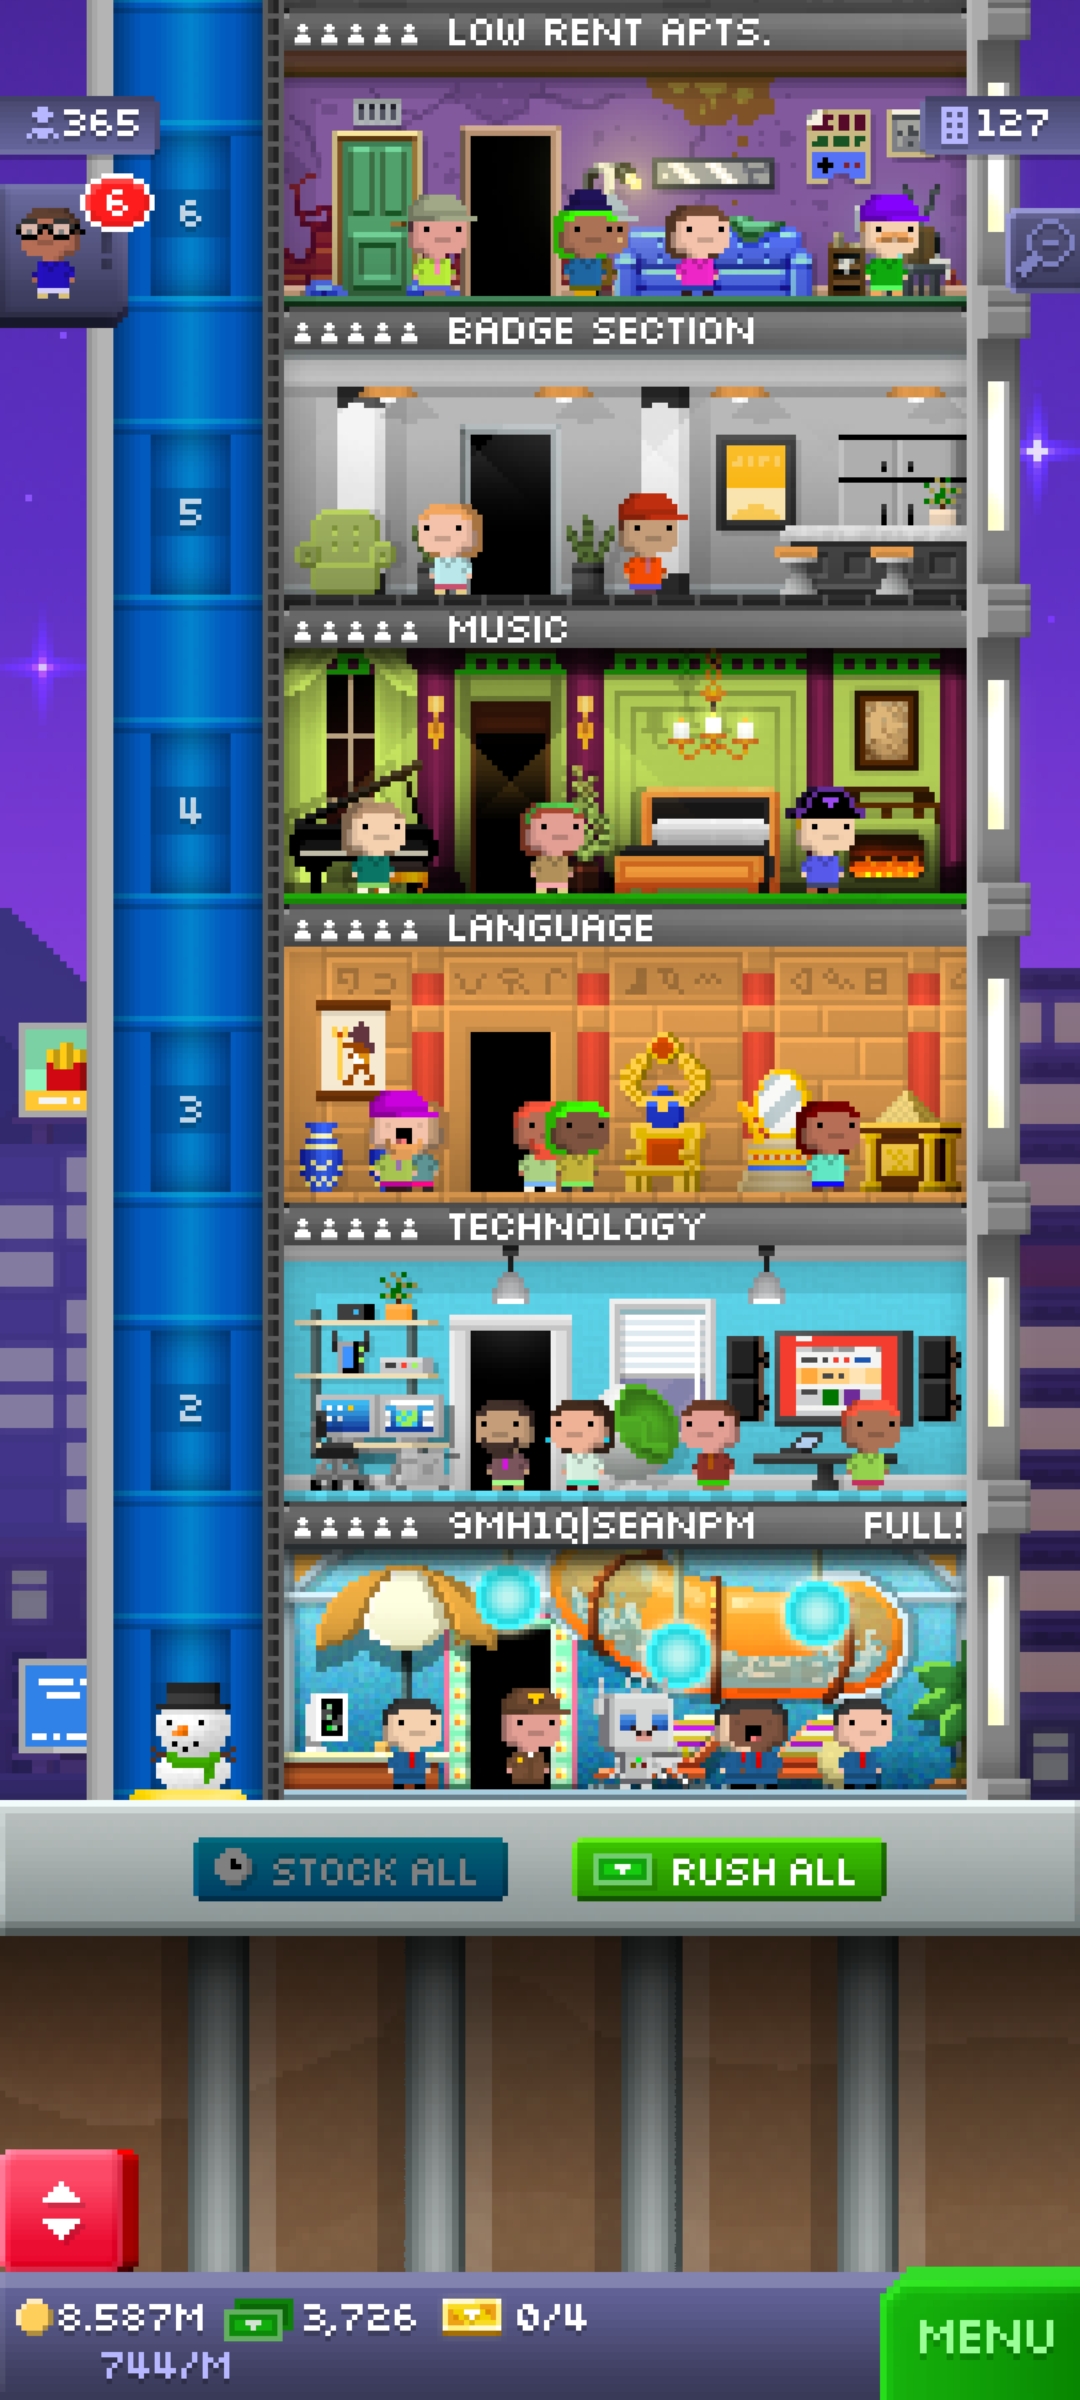 LOW RENT APTS.
365
127
6
6
BADGE SECTION
5
MUSIC
4
LANGUAGE
3
TECHNOLOGY
2
9MH1Q|SEANPM FULL!
STOCK ALL
RUSH ALL
8.587M 3,726 0/4
744/M
MENU